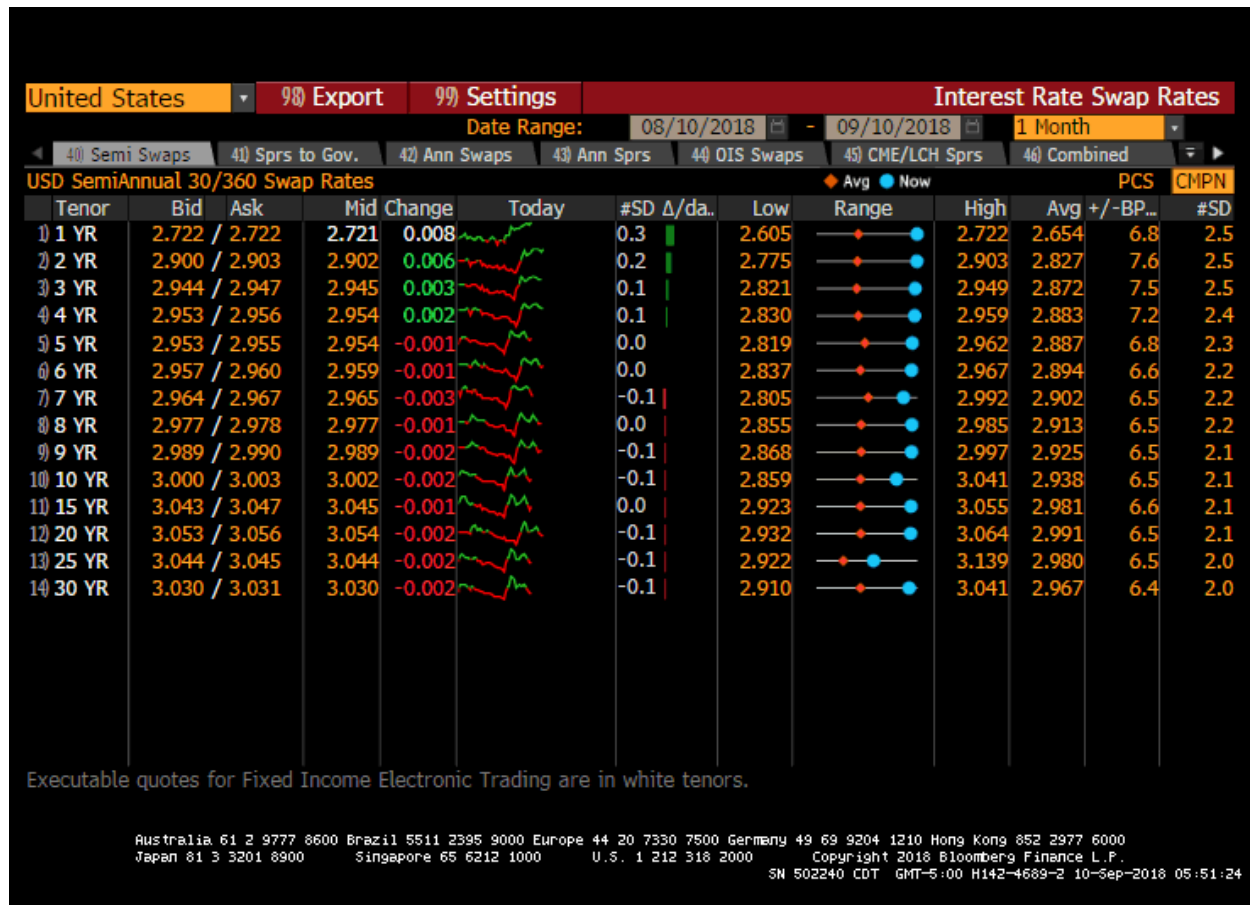 United States 98) Export 99) Settings Interest Rate Swap Rates
Date Range: 08/10/2018 - 09/10/2018 1 Month
40) Semi Swaps 41) Sprs to Gov. 42) Ann Swaps 43) Ann Sprs 44) OIS Swaps 45) CME/LCH Sprs 46) Combined
USD SemiAnnual 30/360 Swap Rates Avg Now PCS CMPN
Tenor Bid Ask Mid Change Today #SD Δ/da.. Low Range High Avg +/-BP... #SD
1) 1 YR 2.722 / 2.722 2.721 0.008 0.3 2.605 2.722 2.654 6.8 2.5
2) 2 YR 2.900 / 2.903 2.902 0.006 0.2 2.775 2.903 2.827 7.6 2.5
3) 3 YR 2.944 / 2.947 2.945 0.003 0.1 2.821 2.949 2.872 7.5 2.5
4) 4 YR 2.953 / 2.956 2.954 0.002 0.1 2.830 2.959 2.883 7.2 2.4
5) 5 YR 2.953 / 2.955 2.954 -0.001 0.0 2.819 2.962 2.887 6.8 2.3
6) 6 YR 2.957 / 2.960 2.959 -0.001 0.0 2.837 2.967 2.894 6.6 2.2
7) 7 YR 2.964 / 2.967 2.965 -0.003 -0.1 2.805 2.992 2.902 6.5 2.2
8) 8 YR 2.977 / 2.978 2.977 -0.001 0.0 2.855 2.985 2.913 6.5 2.2
9) 9 YR 2.989 / 2.990 2.989 -0.002 -0.1 2.868 2.997 2.925 6.5 2.1
10) 10 YR 3.000 / 3.003 3.002 -0.002 -0.1 2.859 3.041 2.938 6.5 2.1
11) 15 YR 3.043 / 3.047 3.045 -0.001 0.0 2.923 3.055 2.981 6.6 2.1
12) 20 YR 3.053 / 3.056 3.054 -0.002 -0.1 2.932 3.064 2.991 6.5 2.1
13) 25 YR 3.044 / 3.045 3.044 -0.002 -0.1 2.922 3.139 2.980 6.5 2.0
14) 30 YR 3.030 / 3.031 3.030 -0.002 -0.1 2.910 3.041 2.967 6.4 2.0
Executable quotes for Fixed Income Electronic Trading are in white tenors.
Australia 61 2 9777 8600 Brazil 5511 2395 9000 Europe 44 20 7330 7500 Germany 49 69 9204 1210 Hong Kong 852 2977 6000
Japan 81 3 3201 8900 Singapore 65 6212 1000 U.S. 1 212 318 2000 Copyright 2018 Bloomberg Finance L.P.
SN 502240 CDT GMT-5:00 H142-4689-2 10-Sep-2018 05:51:24